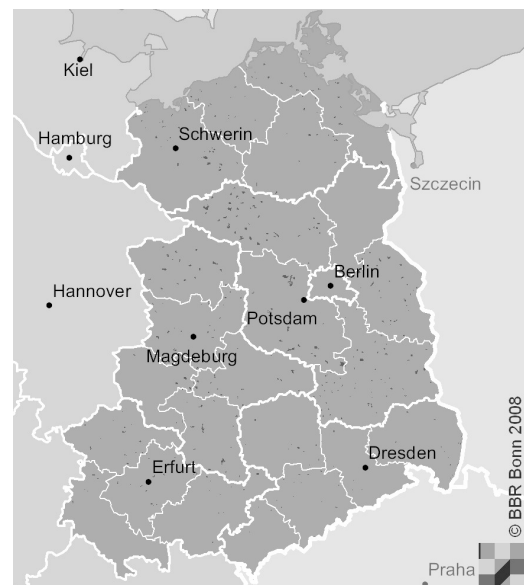 Kiel
Hamburg
Schwerin
Szczecin
Hannover
Berlin
Potsdam
Magdeburg
Erfurt
Dresden
Praha
© BBR Bonn 2008